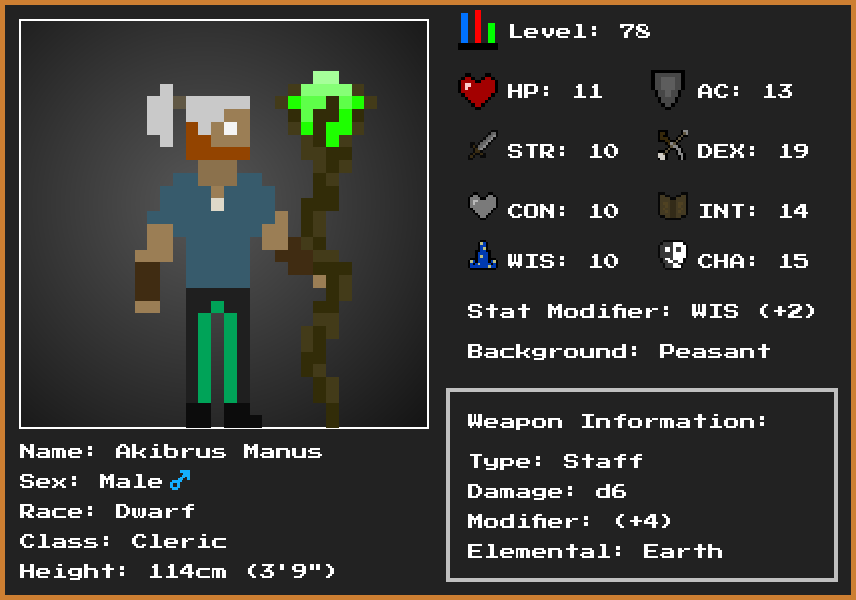 Level: 78
HP: 11 AC: 13
STR: 10 DEX: 19
CON: 10 INT: 14
WIS: 10 CHA: 15
Stat Modifier: WIS (+2)
Background: Peasant
Weapon Information:
Type: Staff
Damage: d6
Modifier: (+4)
Elemental: Earth
Name: Akibrus Manus
Sex: Male ♂
Race: Dwarf
Class: Cleric
Height: 114cm (3'9")